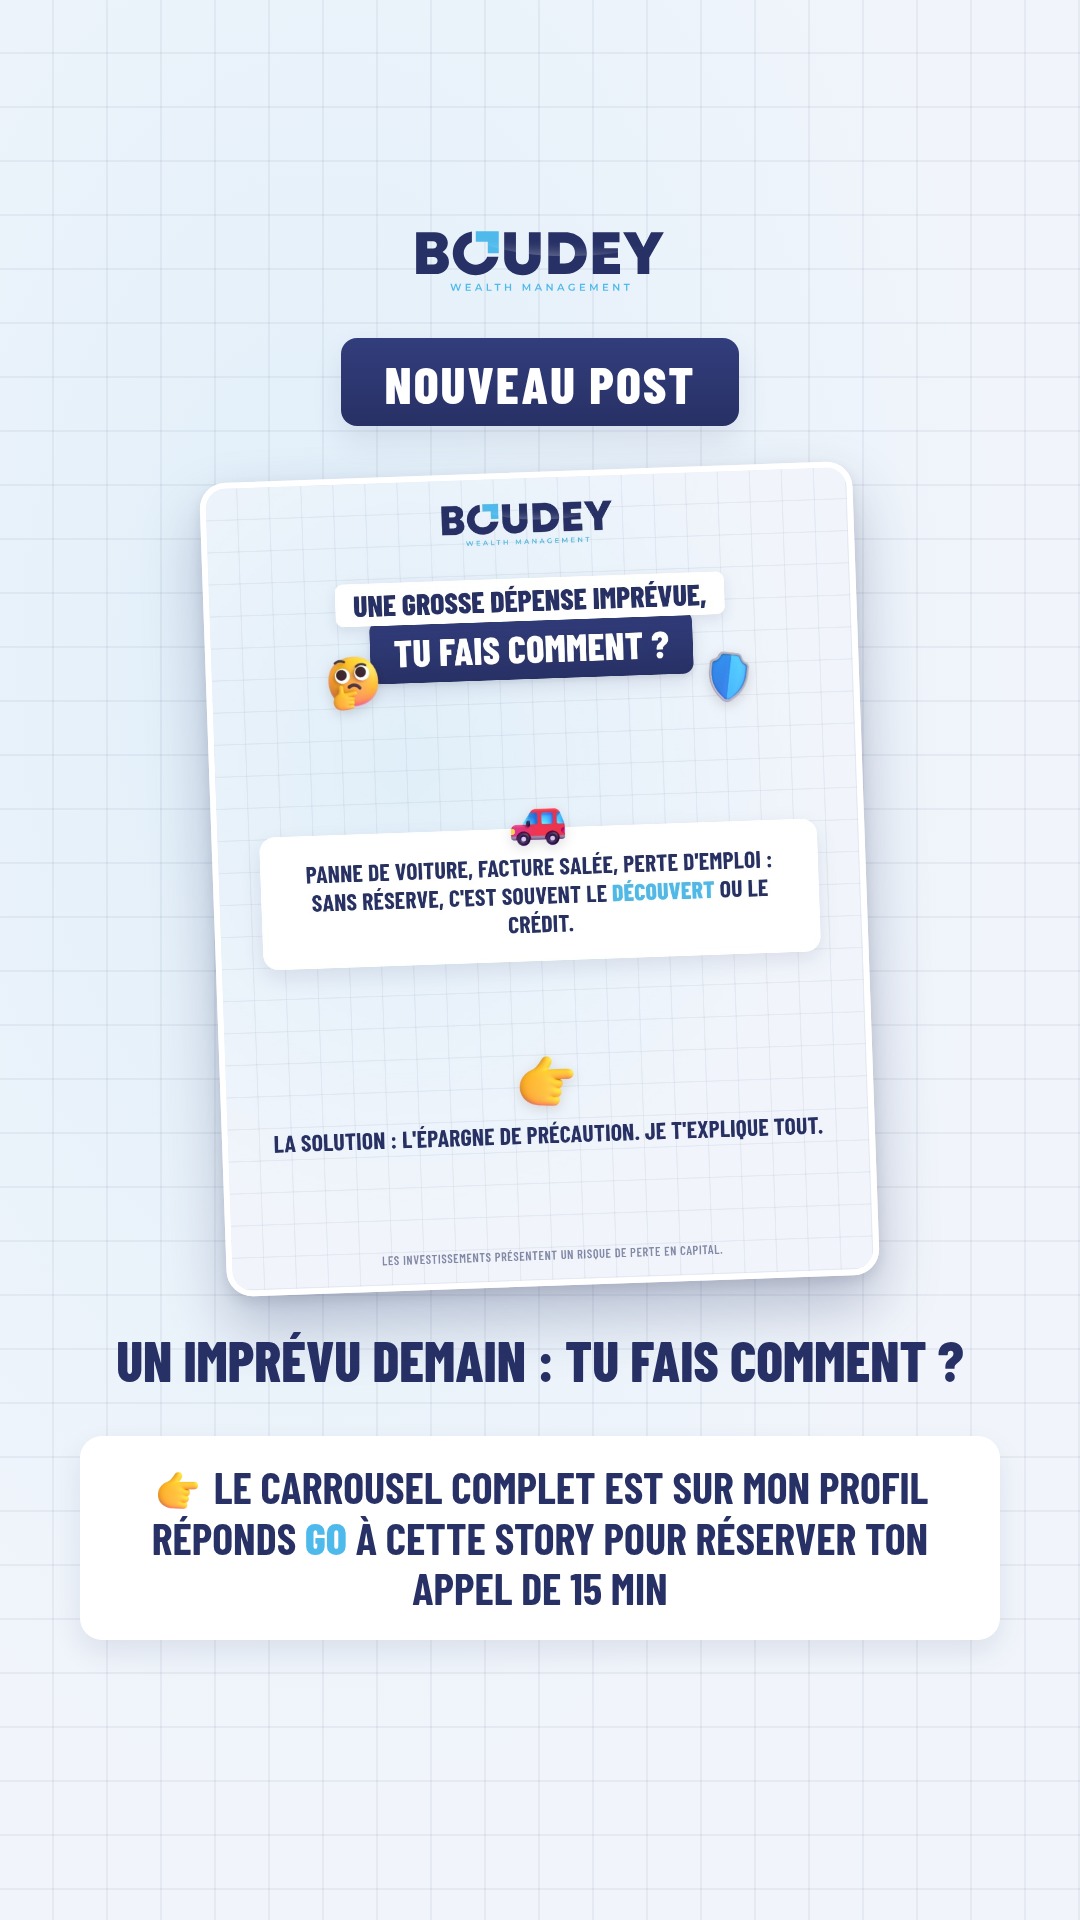 BOUDEY
WEALTH MANAGEMENT
NOUVEAU POST
BOUDEY
WEALTH MANAGEMENT
UNE GROSSE DÉPENSE IMPRÉVUE,
TU FAIS COMMENT ?
PANNE DE VOITURE, FACTURE SALÉE, PERTE D'EMPLOI :
SANS RÉSERVE, C'EST SOUVENT LE DÉCOUVERT OU LE
CRÉDIT.
LA SOLUTION : L'ÉPARGNE DE PRÉCAUTION. JE T'EXPLIQUE TOUT.
LES INVESTISSEMENTS PRÉSENTENT UN RISQUE DE PERTE EN CAPITAL.
UN IMPRÉVU DEMAIN : TU FAIS COMMENT ?
👉 LE CARROUSEL COMPLET EST SUR MON PROFIL
RÉPONDS GO À CETTE STORY POUR RÉSERVER TON
APPEL DE 15 MIN